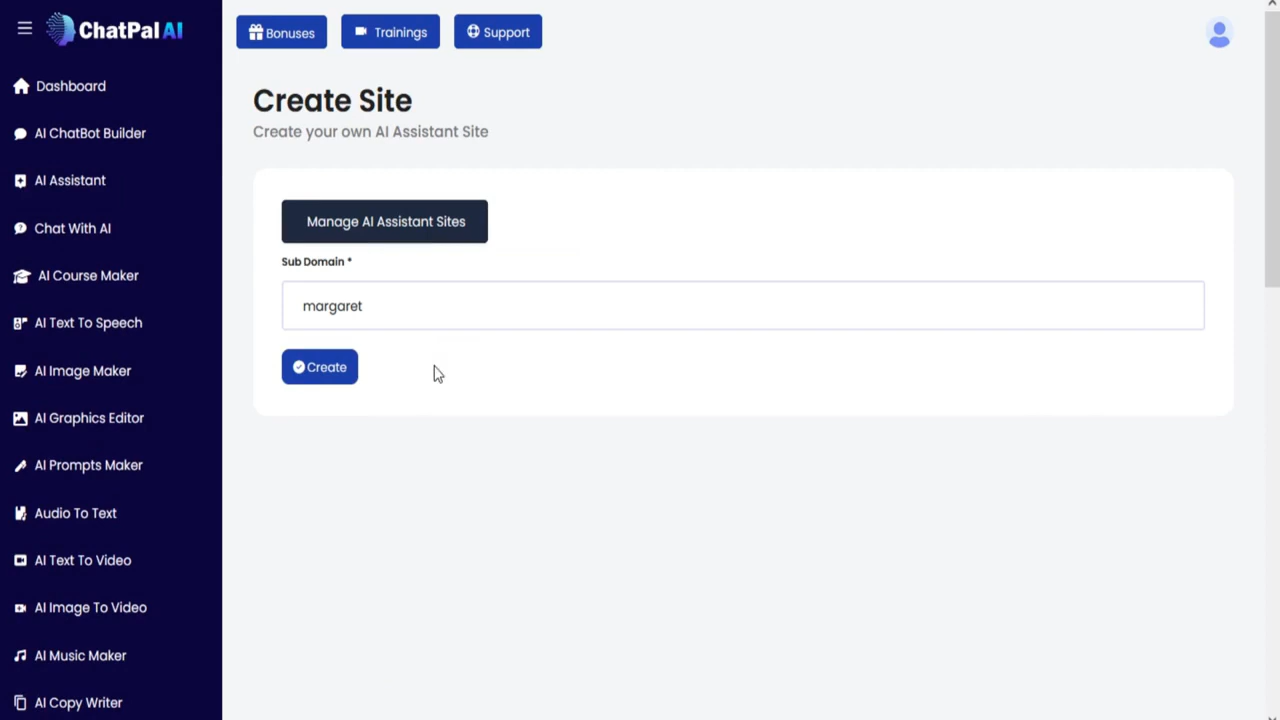 ChatPal AI
Bonuses
Trainings
Support
Dashboard
AI ChatBot Builder
AI Assistant
Chat With AI
AI Course Maker
AI Text To Speech
AI Image Maker
AI Graphics Editor
AI Prompts Maker
Audio To Text
AI Text To Video
AI Image To Video
AI Music Maker
AI Copy Writer
Create Site
Create your own AI Assistant Site
Manage AI Assistant Sites
Sub Domain *
margaret
Create